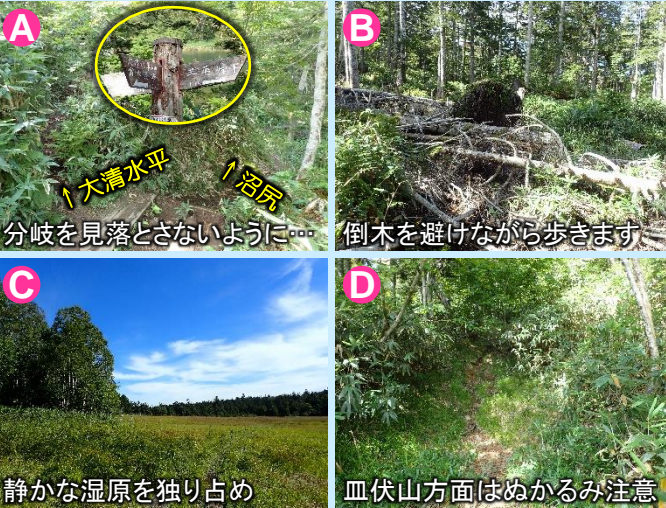 A
↑大清水平
↑沼尻
分岐を見落とさないように…
B
倒木を避けながら歩きます
C
静かな湿原を独り占め
D
皿伏山方面はぬかるみ注意